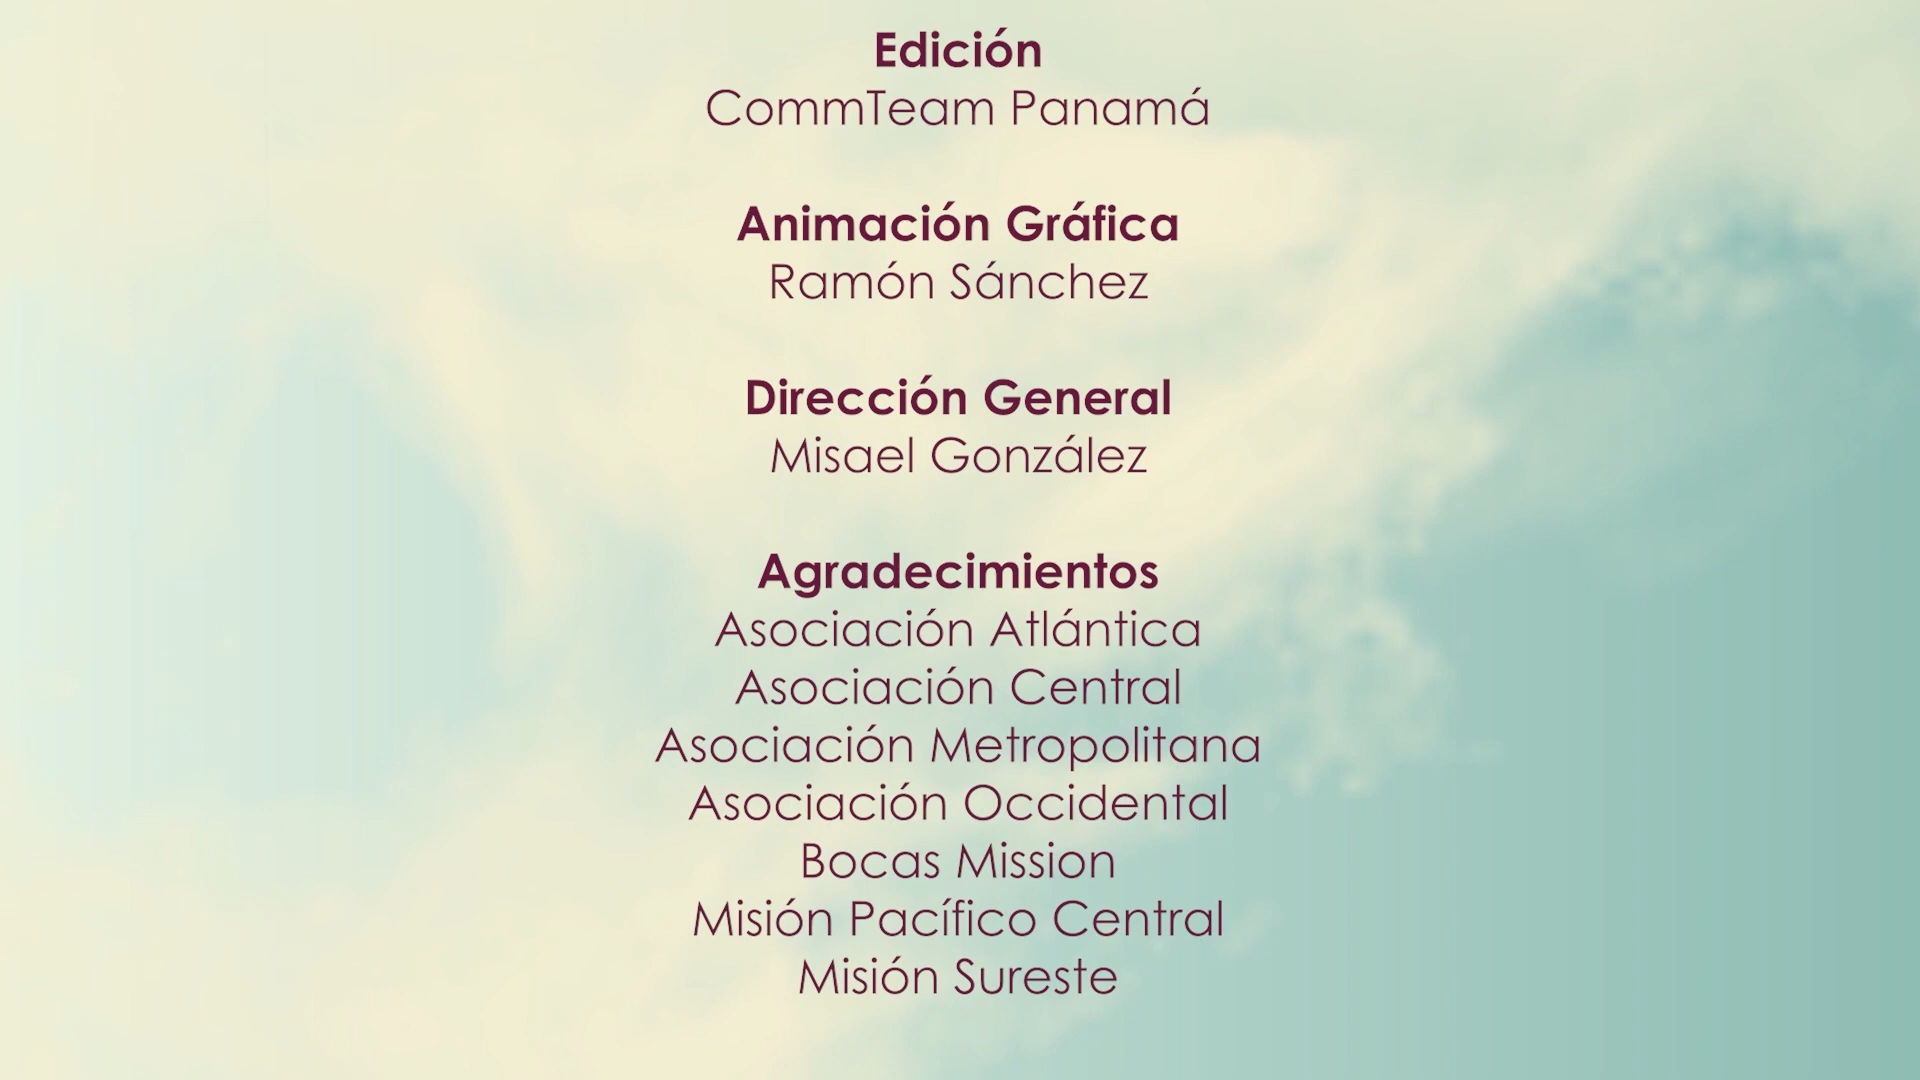 Edición
CommTeam Panamá
Animación Gráfica
Ramón Sánchez
Dirección General
Misael González
Agradecimientos
Asociación Atlántica
Asociación Central
Asociación Metropolitana
Asociación Occidental
Bocas Mission
Misión Pacífico Central
Misión Sureste